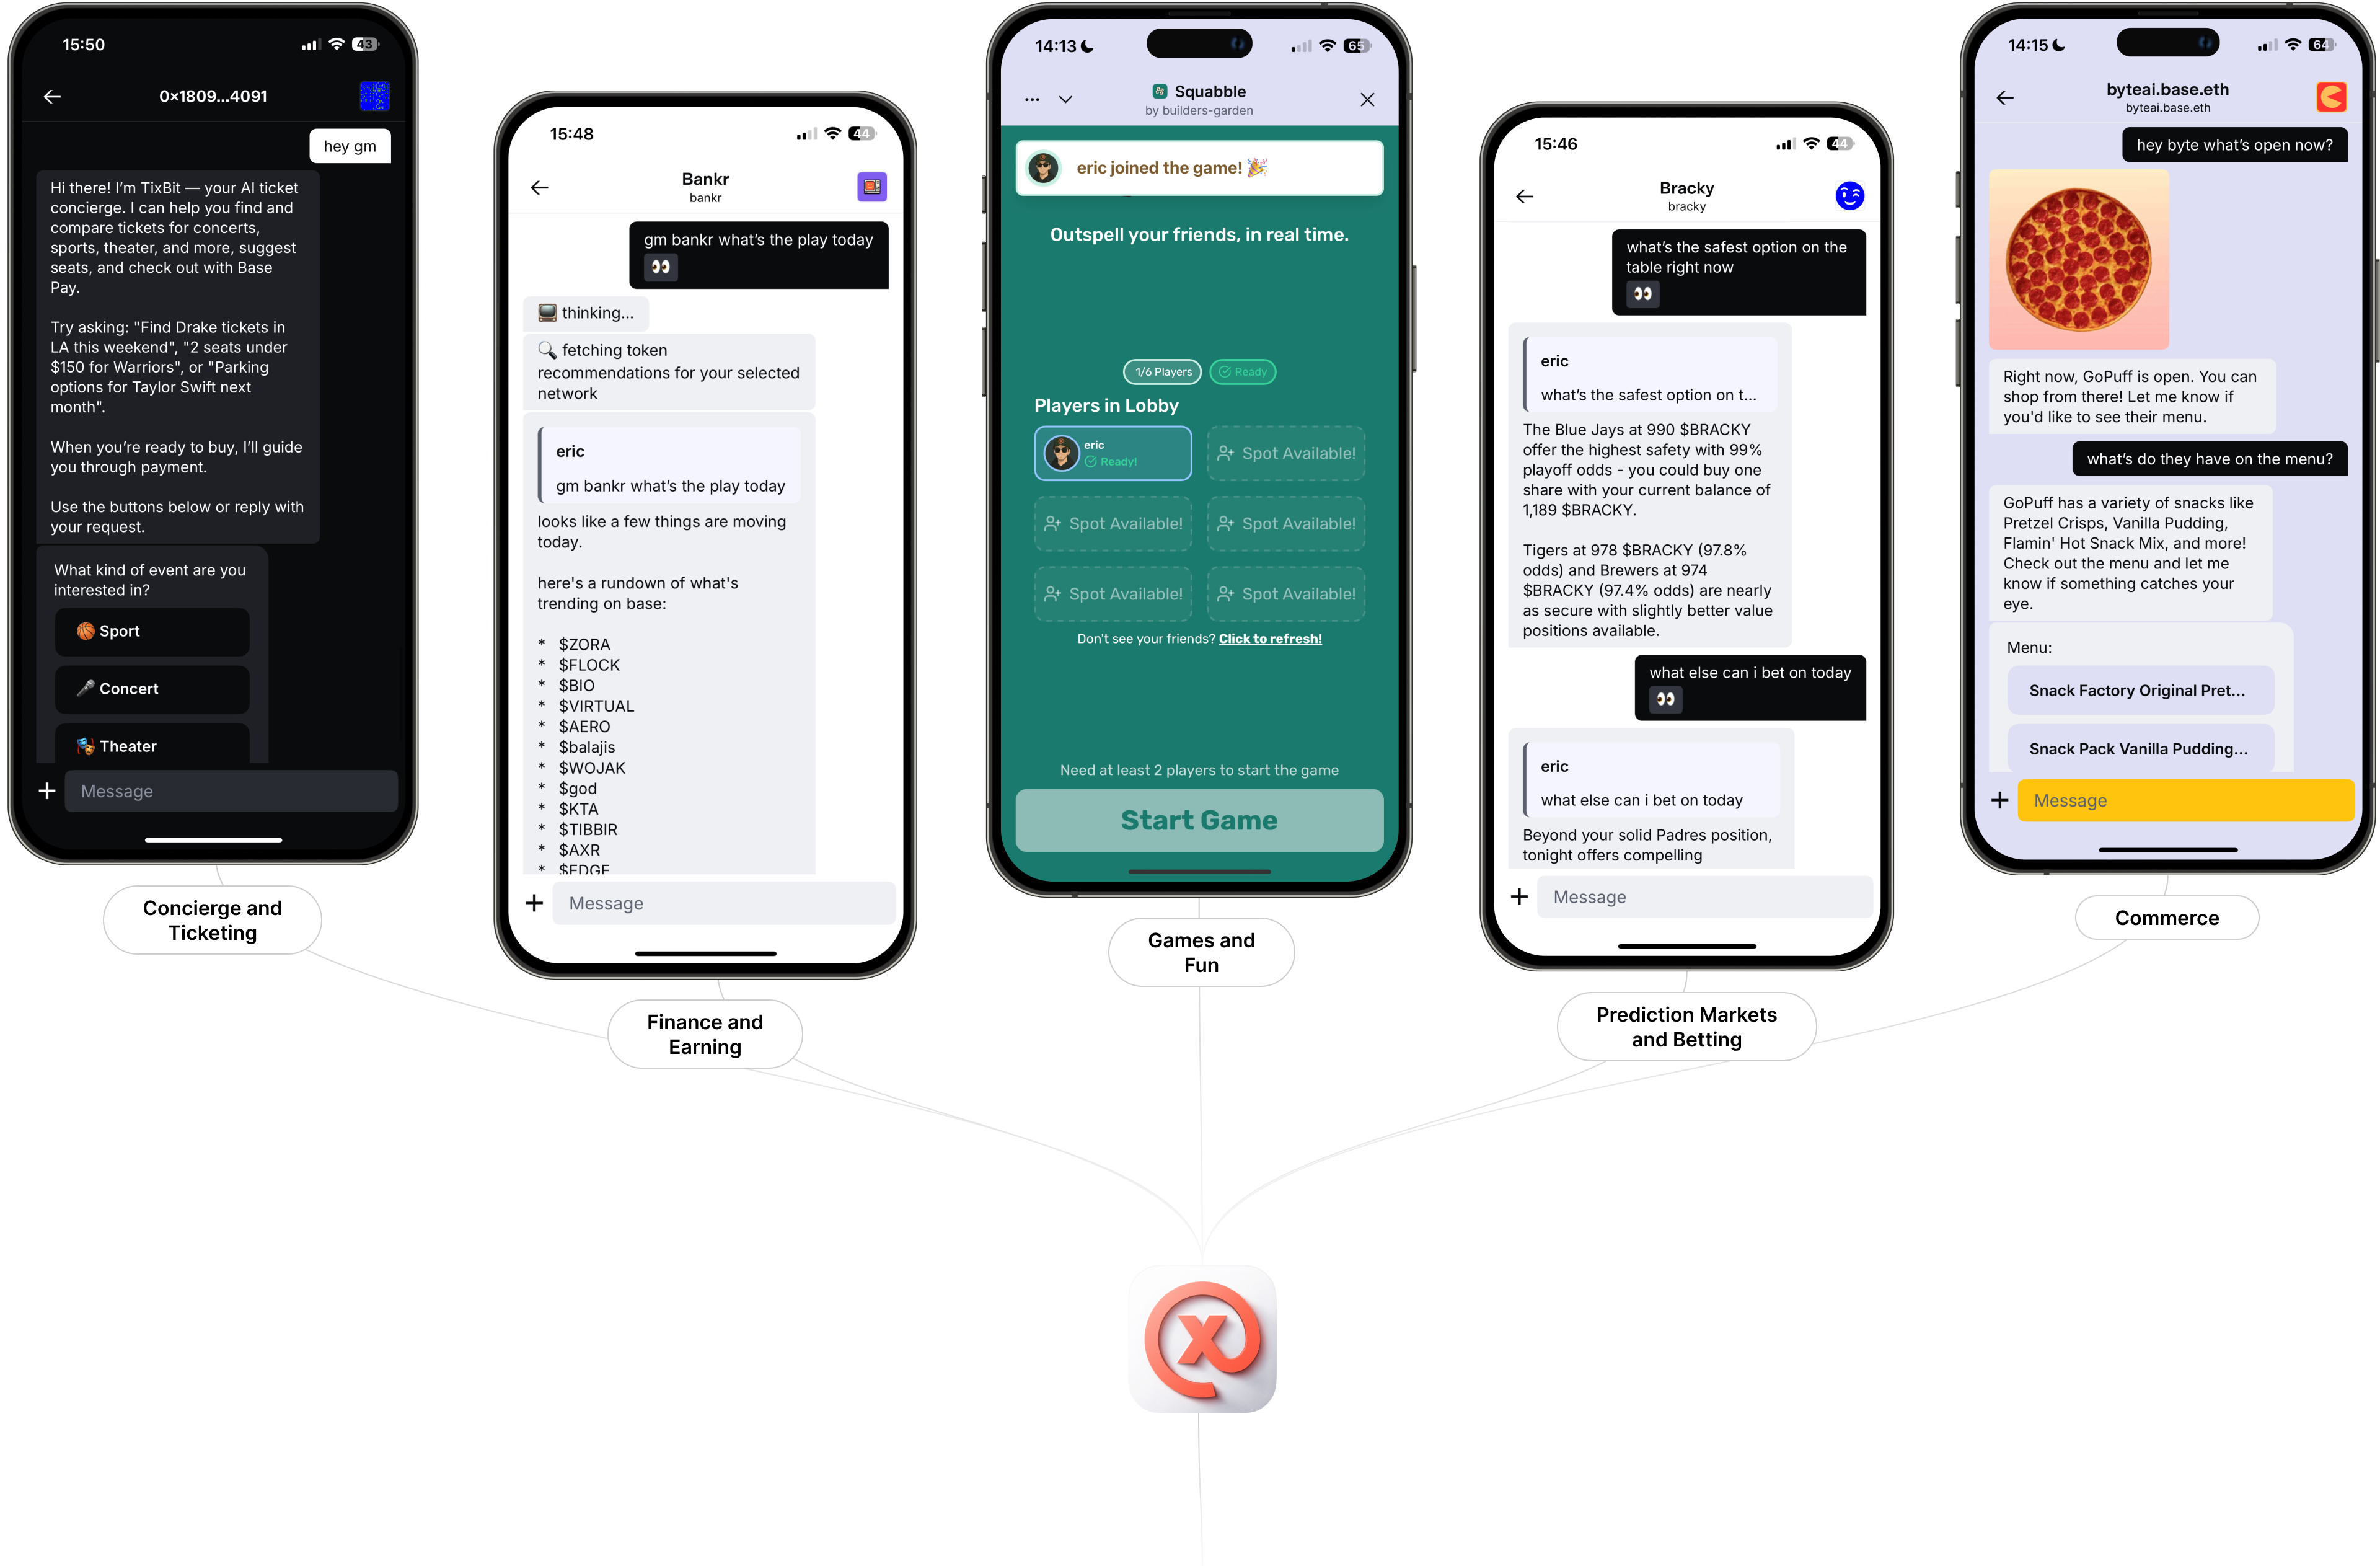 15:50
43
0×1809...4091
hey gm
Hi there! I'm TixBit — your AI ticket
concierge. I can help you find and
compare tickets for concerts,
sports, theater, and more, suggest
seats, and check out with Base
Pay.
Try asking: "Find Drake tickets in
LA this weekend", "2 seats under
$150 for Warriors", or "Parking
options for Taylor Swift next
month".
When you're ready to buy, I'll guide
you through payment.
Use the buttons below or reply with
your request.
What kind of event are you
interested in?
🏀 Sport
🎤 Concert
🎭 Theater
+ Message
Concierge and
Ticketing
15:48
44
Bankr
bankr
gm bankr what's the play today
👀
📺 thinking...
🔍 fetching token
recommendations for your selected
network
eric
gm bankr what's the play today
looks like a few things are moving
today.
here's a rundown of what's
trending on base:
* $ZORA
* $FLOCK
* $BIO
* $VIRTUAL
* $AERO
* $balajis
* $WOJAK
* $god
* $KTA
* $TIBBIR
* $AXR
* $EDGE
+ Message
Finance and
Earning
14:13
65
Squabble
by builders-garden
eric joined the game! 🎉
Outspell your friends, in real time.
1/6 Players
Ready
Players in Lobby
eric
Ready!
Spot Available!
Spot Available!
Spot Available!
Spot Available!
Spot Available!
Don't see your friends? Click to refresh!
Need at least 2 players to start the game
Start Game
Games and
Fun
15:46
44
Bracky
bracky
what's the safest option on the
table right now
👀
eric
what's the safest option on t...
The Blue Jays at 990 $BRACKY
offer the highest safety with 99%
playoff odds - you could buy one
share with your current balance of
1,189 $BRACKY.
Tigers at 978 $BRACKY (97.8%
odds) and Brewers at 974
$BRACKY (97.4% odds) are nearly
as secure with slightly better value
positions available.
what else can i bet on today
👀
eric
what else can i bet on today
Beyond your solid Padres position,
tonight offers compelling
+ Message
Prediction Markets
and Betting
14:15
64
byteai.base.eth
byteai.base.eth
hey byte what's open now?
Right now, GoPuff is open. You can
shop from there! Let me know if
you'd like to see their menu.
what's do they have on the menu?
GoPuff has a variety of snacks like
Pretzel Crisps, Vanilla Pudding,
Flamin' Hot Snack Mix, and more!
Check out the menu and let me
know if something catches your
eye.
Menu:
Snack Factory Original Pret...
Snack Pack Vanilla Pudding...
+ Message
Commerce